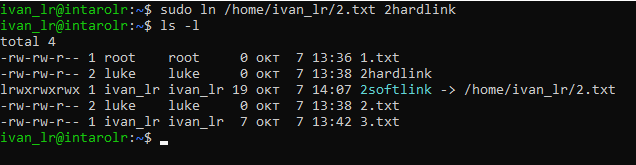 ivan_lr@intarolr:~$ sudo ln /home/ivan_lr/2.txt 2hardlink
ivan_lr@intarolr:~$ ls -l
total 4
-rw-rw-r-- 1 root    root     0 окт  7 13:36 1.txt
-rw-rw-r-- 2 luke    luke     0 окт  7 13:38 2hardlink
lrwxrwxrwx 1 ivan_lr ivan_lr 19 окт  7 14:07 2softlink -> /home/ivan_lr/2.txt
-rw-rw-r-- 2 luke    luke     0 окт  7 13:38 2.txt
-rw-rw-r-- 1 ivan_lr ivan_lr  7 окт  7 13:42 3.txt
ivan_lr@intarolr:~$